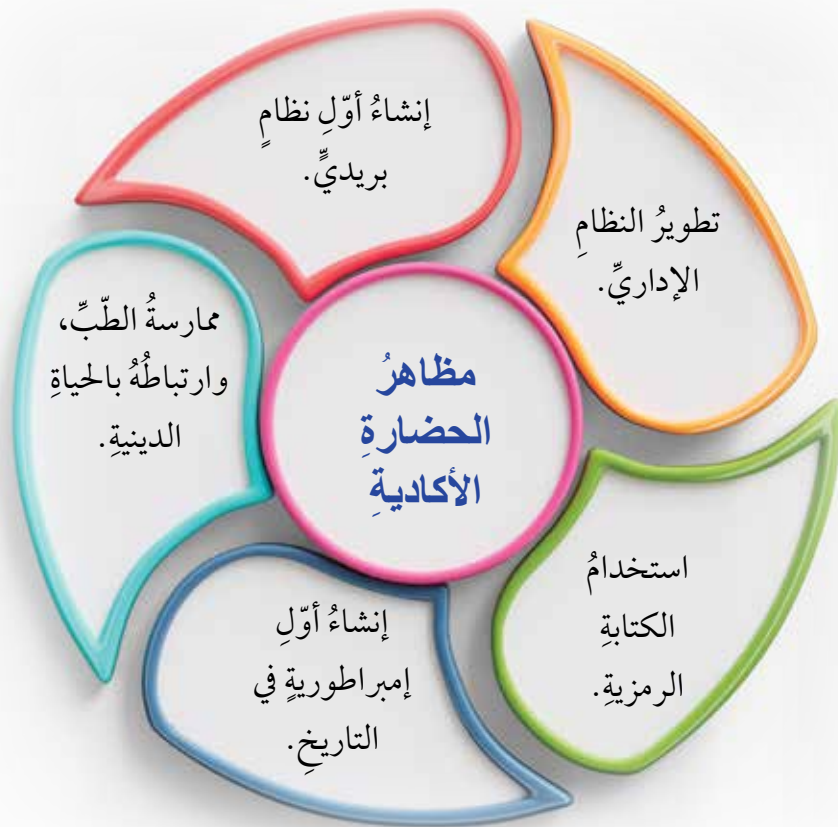 مظاهرُ
الحضارةِ
الأكاديةِ
إنشاءُ أوّلِ نظامٍ
بريديٍّ.
تطويرُ النظامِ
الإداريِّ.
استخدامُ
الكتابةِ
الرمزيةِ.
إنشاءُ أوّلِ
إمبراطوريةٍ في
التاريخِ.
ممارسةُ الطّبِّ،
وارتباطُهُ بالحياةِ
الدينيةِ.